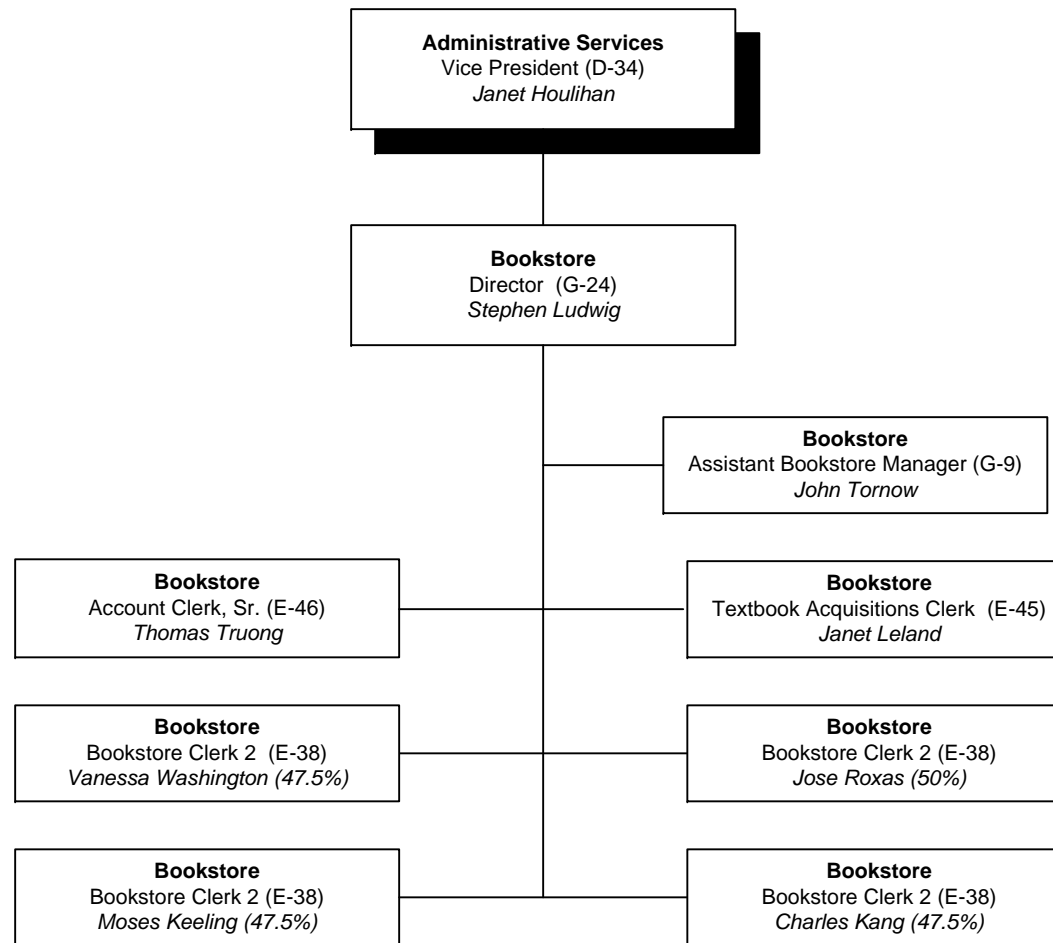 Administrative Services
Vice President (D-34)
Janet Houlihan
Bookstore
Director  (G-24)
Stephen Ludwig
Bookstore
Assistant Bookstore Manager (G-9)
John Tornow
Bookstore
Account Clerk, Sr. (E-46)
Thomas Truong
Bookstore
Textbook Acquisitions Clerk  (E-45)
Janet Leland
Bookstore
Bookstore Clerk 2  (E-38)
Vanessa Washington (47.5%)
Bookstore
Bookstore Clerk 2 (E-38)
Jose Roxas (50%)
Bookstore
Bookstore Clerk 2 (E-38)
Moses Keeling (47.5%)
Bookstore
Bookstore Clerk 2 (E-38)
Charles Kang (47.5%)